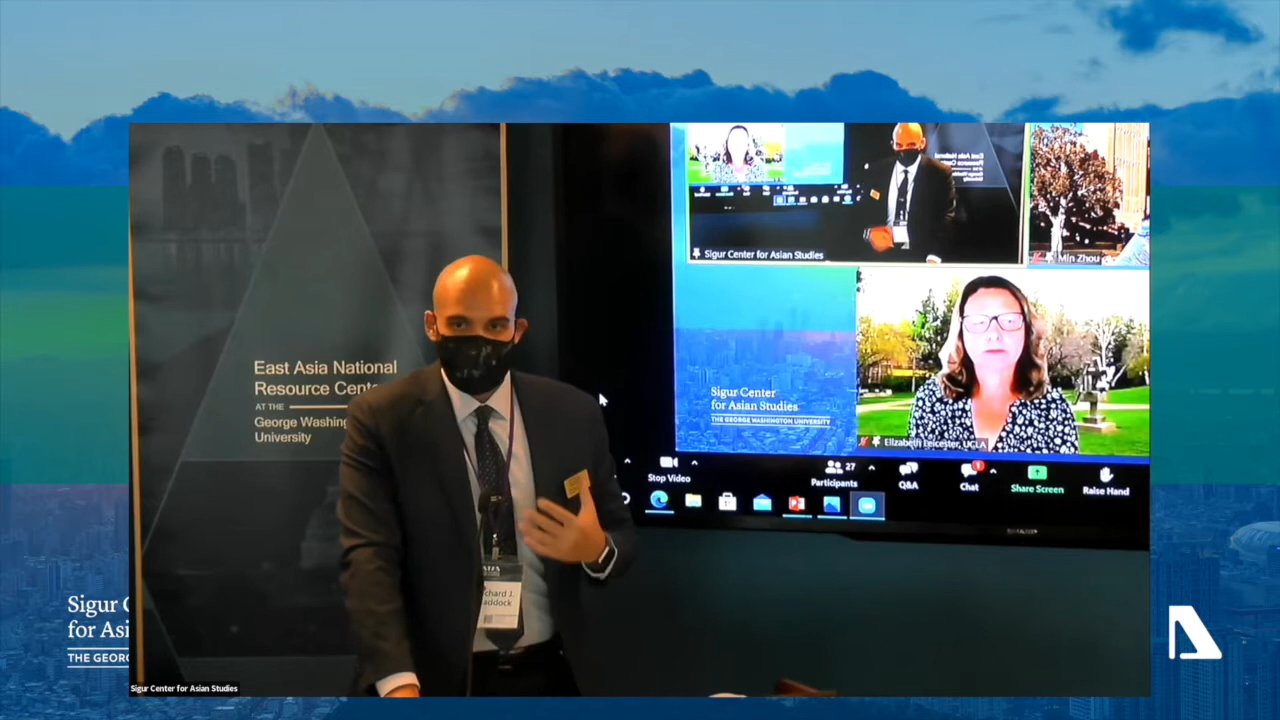 East Asia National
Resource Cente
AT THE
George Washing
University
chard J.
addock
Sigur Center for Asian Studies
Min Zhou
Sigur Center
for Asian Studies
THE GEORGE WASHINGTON UNIVERSITY
Elizabeth Leicester, UCLA
Stop Video
27
Participants
Q&A
Chat
Share Screen
Raise Hand
SHARP
Sigur C
for Asi
THE GEORG
Sigur Center for Asian Studies